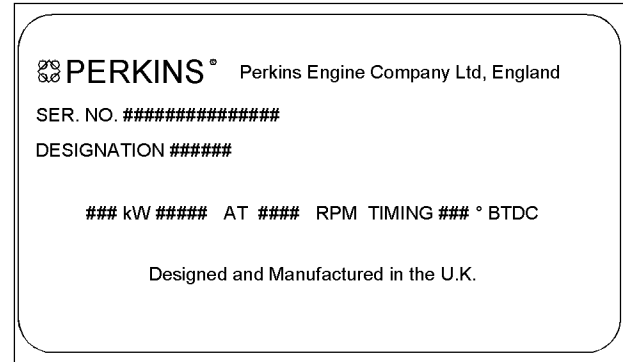 PERKINS® Perkins Engine Company Ltd, England
SER. NO. ###############
DESIGNATION ######
### kW ##### AT #### RPM TIMING ### ° BTDC
Designed and Manufactured in the U.K.